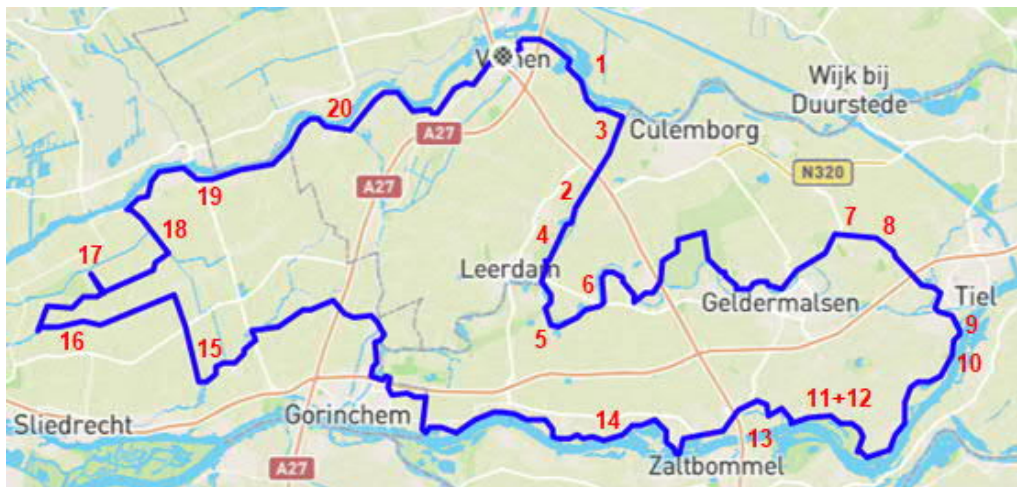 1
Wijk bij
Duurstede
20
A27
3
Culemborg
N320
A27
2
19
18
17
4
7
8
Leerdam
6
Geldermalsen
Tiel
5
9
16
15
10
11+12
Sliedrecht
Gorinchem
14
13
A27
Zaltbommel